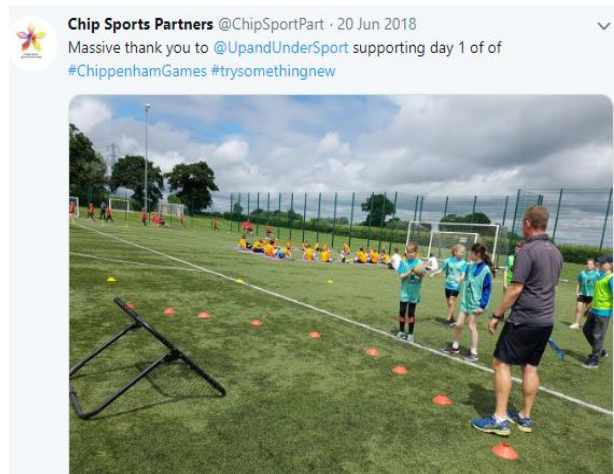 Chip Sports Partners @ChipSportPart · 20 Jun 2018
Massive thank you to @UpandUnderSport supporting day 1 of of
#ChippenhamGames #trysomethingnew